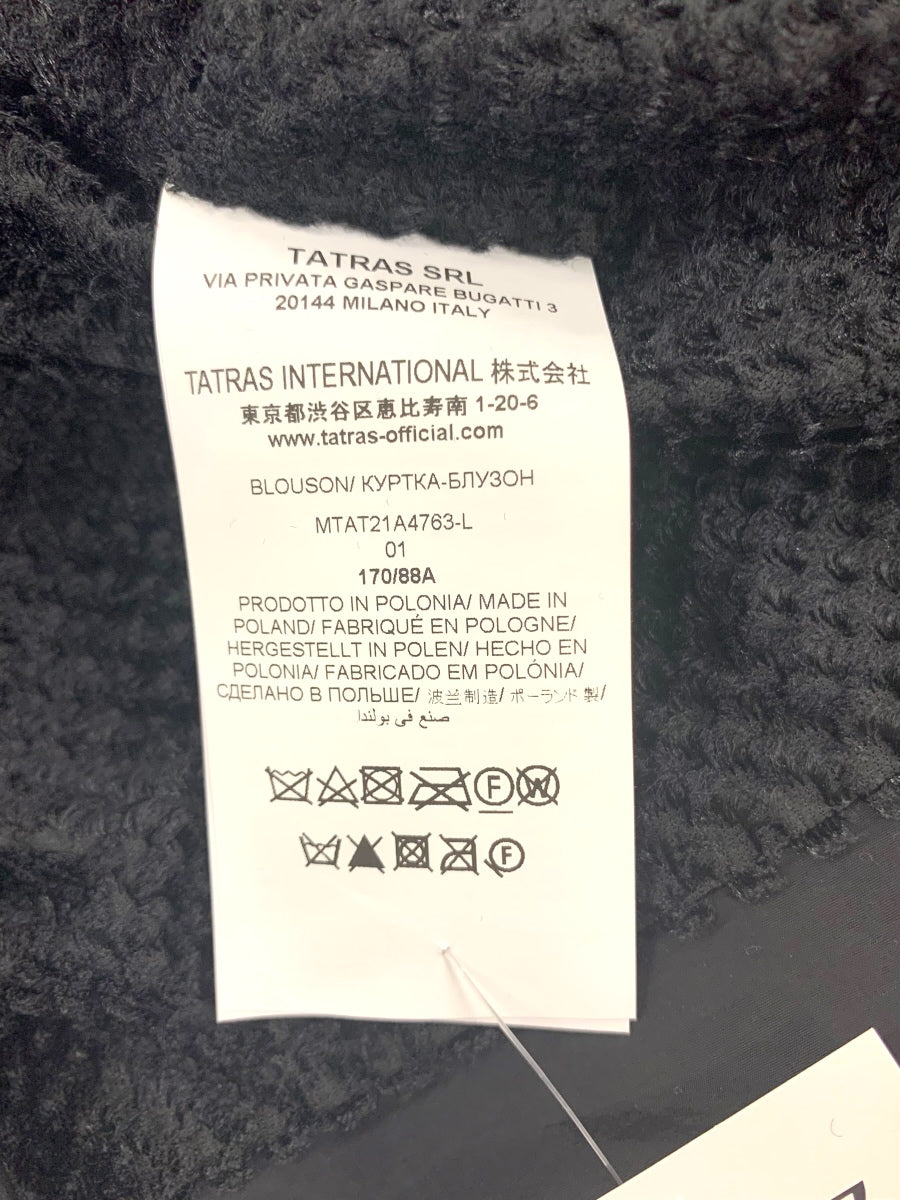 TATRAS SRL
VIA PRIVATA GASPARE BUGATTI 3
20144 MILANO ITALY
TATRAS INTERNATIONAL 株式会社
東京都渋谷区恵比寿南 1-20-6
www.tatras-official.com
BLOUSON/ КУРТКА-БЛУЗОН
MTAT21A4763-L
01
170/88A
PRODOTTO IN POLONIA/ MADE IN
POLAND/ FABRIQUÉ EN POLOGNE/
HERGESTELLT IN POLEN/ HECHO EN
POLONIA/ FABRICADO EM POLÓNIA/
СДЕЛАНО В ПОЛЬШЕ/ 波兰制造/ ポーランド製/
صنع في بولندا
F W
F